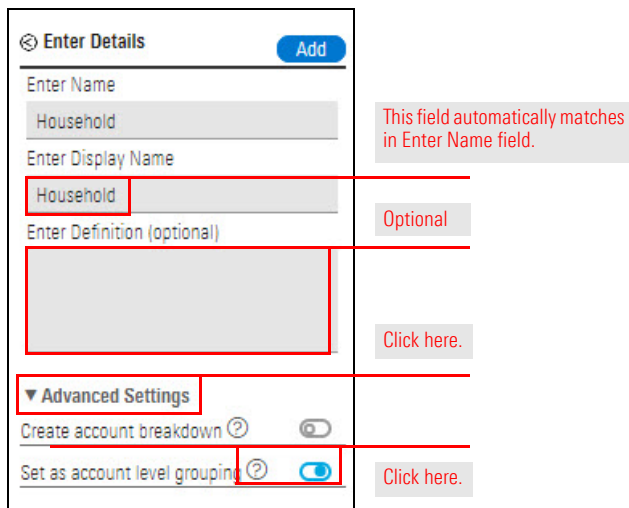 Enter Details
Add
Enter Name
Household
This field automatically matches
in Enter Name field.
Enter Display Name
Household
Optional
Enter Definition (optional)
Click here.
▼ Advanced Settings
Create account breakdown ?
Set as account level grouping ?
Click here.